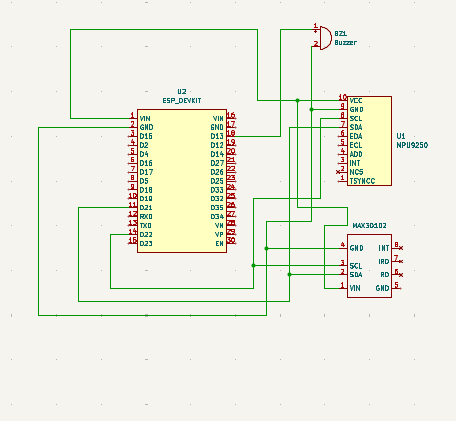 1 BZ1
+
2 Buzzer
U2
ESP_DEVKIT
1 VIN VIN 16
2 GND GND 17
3 D15 D13 18
4 D2 D12 19
5 D4 D14 20
6 D16 D27 21
7 D17 D26 22
8 D5 D25 23
9 D18 D33 24
10 D19 D32 25
11 D21 D35 26
12 RX0 D34 27
13 TX0 VN 28
14 D22 VP 29
15 D23 EN 30
10 VCC
9 GND
8 SCL
7 SDA
6 EDA
5 ECL
4 ADD
3 INT
2 NCS
1 TSYNCC
U1
MPU9250
MAX30102
4 GND INT 8
IRD 7
3 SCL
2 SDA RD 6
1 VIN GND 5